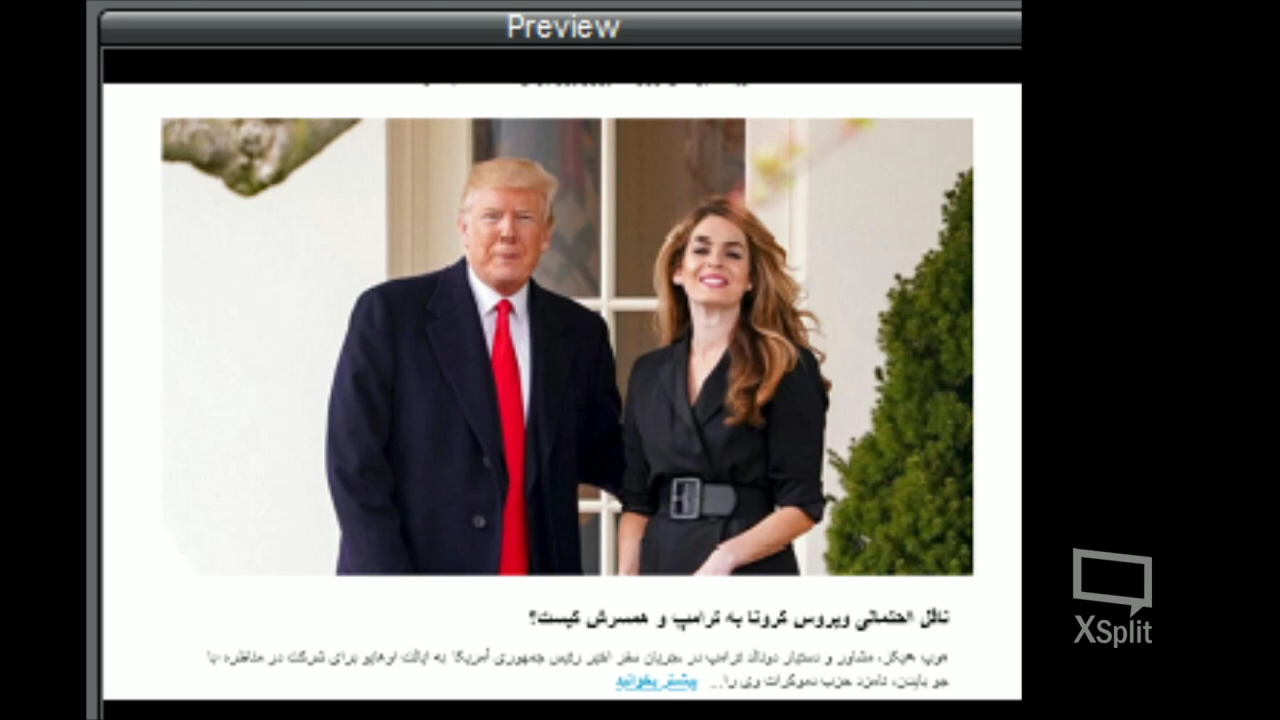 Preview
ناقل احتمالی ویروس کرونا به ترامپ و همسرش کیست؟
هوپ هیکز، مشاور و دستیار دونالد ترامپ در جریان سفر اخیر رئیس جمهوری آمریکا به ایالت اوهایو برای شرکت در مناظره با
جو بایدن، نامزد حزب دموکرات وی را... بیشتر بخوانید
XSplit